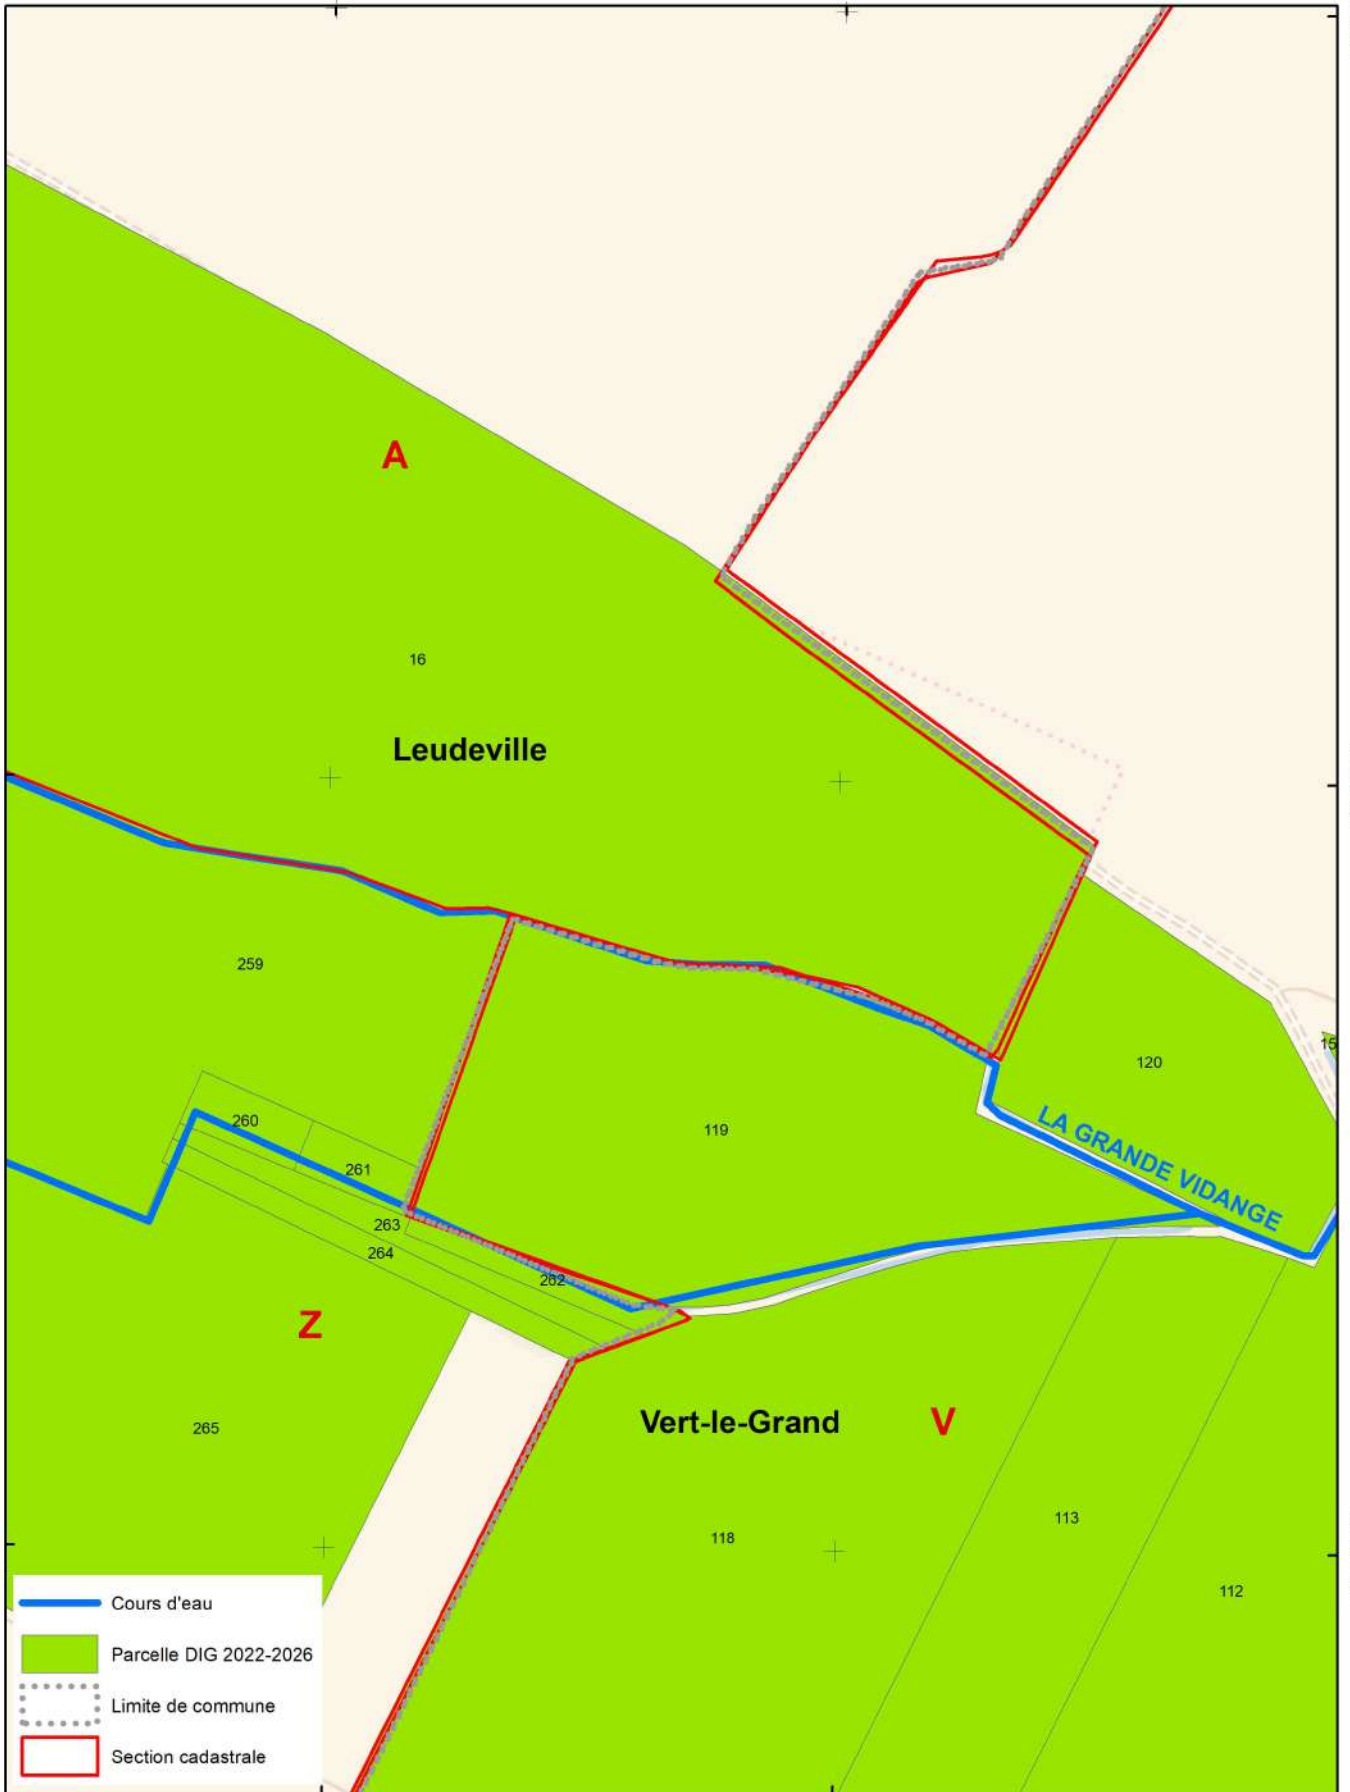 A
16
Leudeville
259
15
120
260
119
LA GRANDE VIDANGE
261
263
264
262
Z
Vert-le-Grand
V
265
113
118
112
Cours d'eau
Parcelle DIG 2022-2026
Limite de commune
Section cadastrale